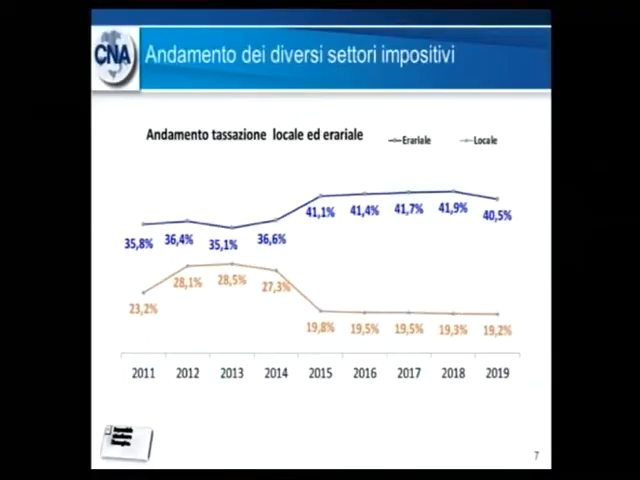 CNA
Andamento dei diversi settori impositivi
Andamento tassazione locale ed erariale
Erariale
Locale
41,1% 41,4% 41,7% 41,9% 40,5%
35,8% 36,4% 35,1% 36,6%
28,1% 28,5% 27,3%
23,2%
19,8% 19,5% 19,5% 19,3% 19,2%
2011 2012 2013 2014 2015 2016 2017 2018 2019
7